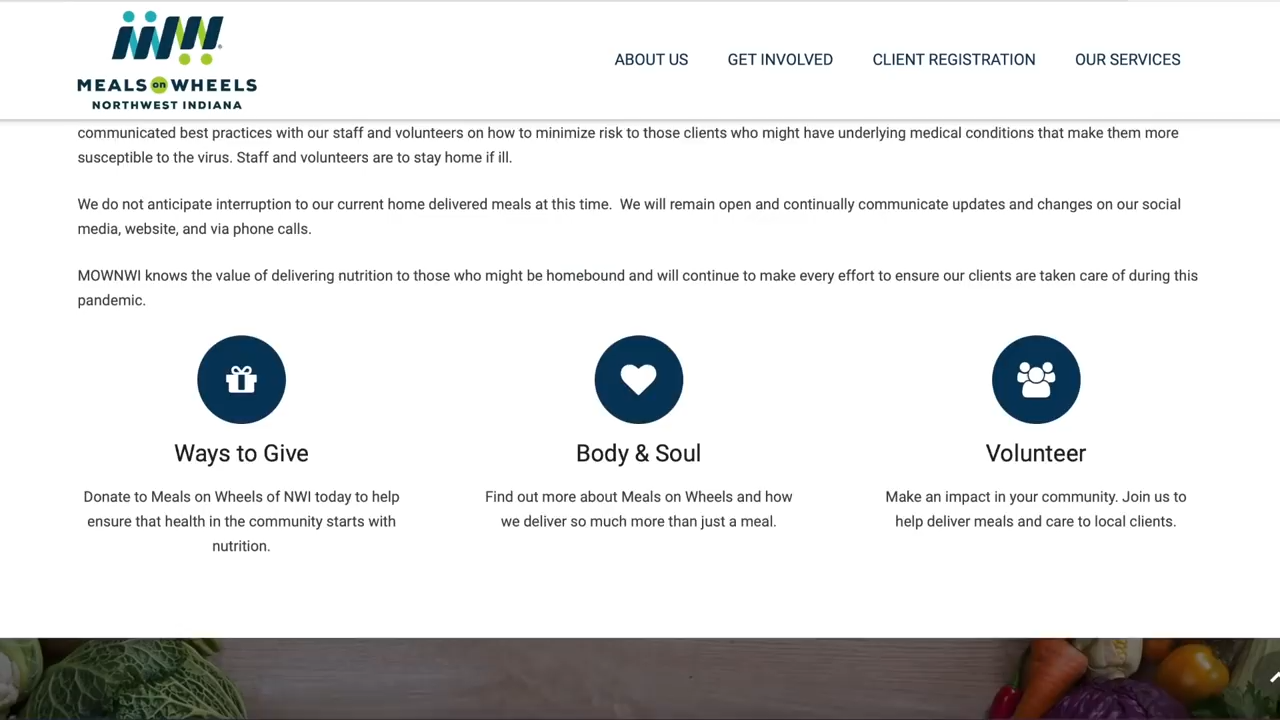 MEALS on WHEELS
NORTHWEST INDIANA
ABOUT US
GET INVOLVED
CLIENT REGISTRATION
OUR SERVICES
communicated best practices with our staff and volunteers on how to minimize risk to those clients who might have underlying medical conditions that make them more
susceptible to the virus. Staff and volunteers are to stay home if ill.
We do not anticipate interruption to our current home delivered meals at this time.  We will remain open and continually communicate updates and changes on our social
media, website, and via phone calls.
MOWNWI knows the value of delivering nutrition to those who might be homebound and will continue to make every effort to ensure our clients are taken care of during this
pandemic.
Ways to Give
Donate to Meals on Wheels of NWI today to help
ensure that health in the community starts with
nutrition.
Body & Soul
Find out more about Meals on Wheels and how
we deliver so much more than just a meal.
Volunteer
Make an impact in your community. Join us to
help deliver meals and care to local clients.